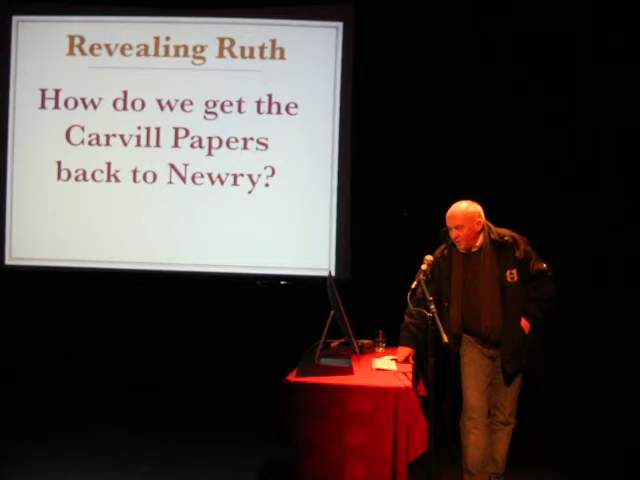 Revealing Ruth
How do we get the
Carvill Papers
back to Newry?